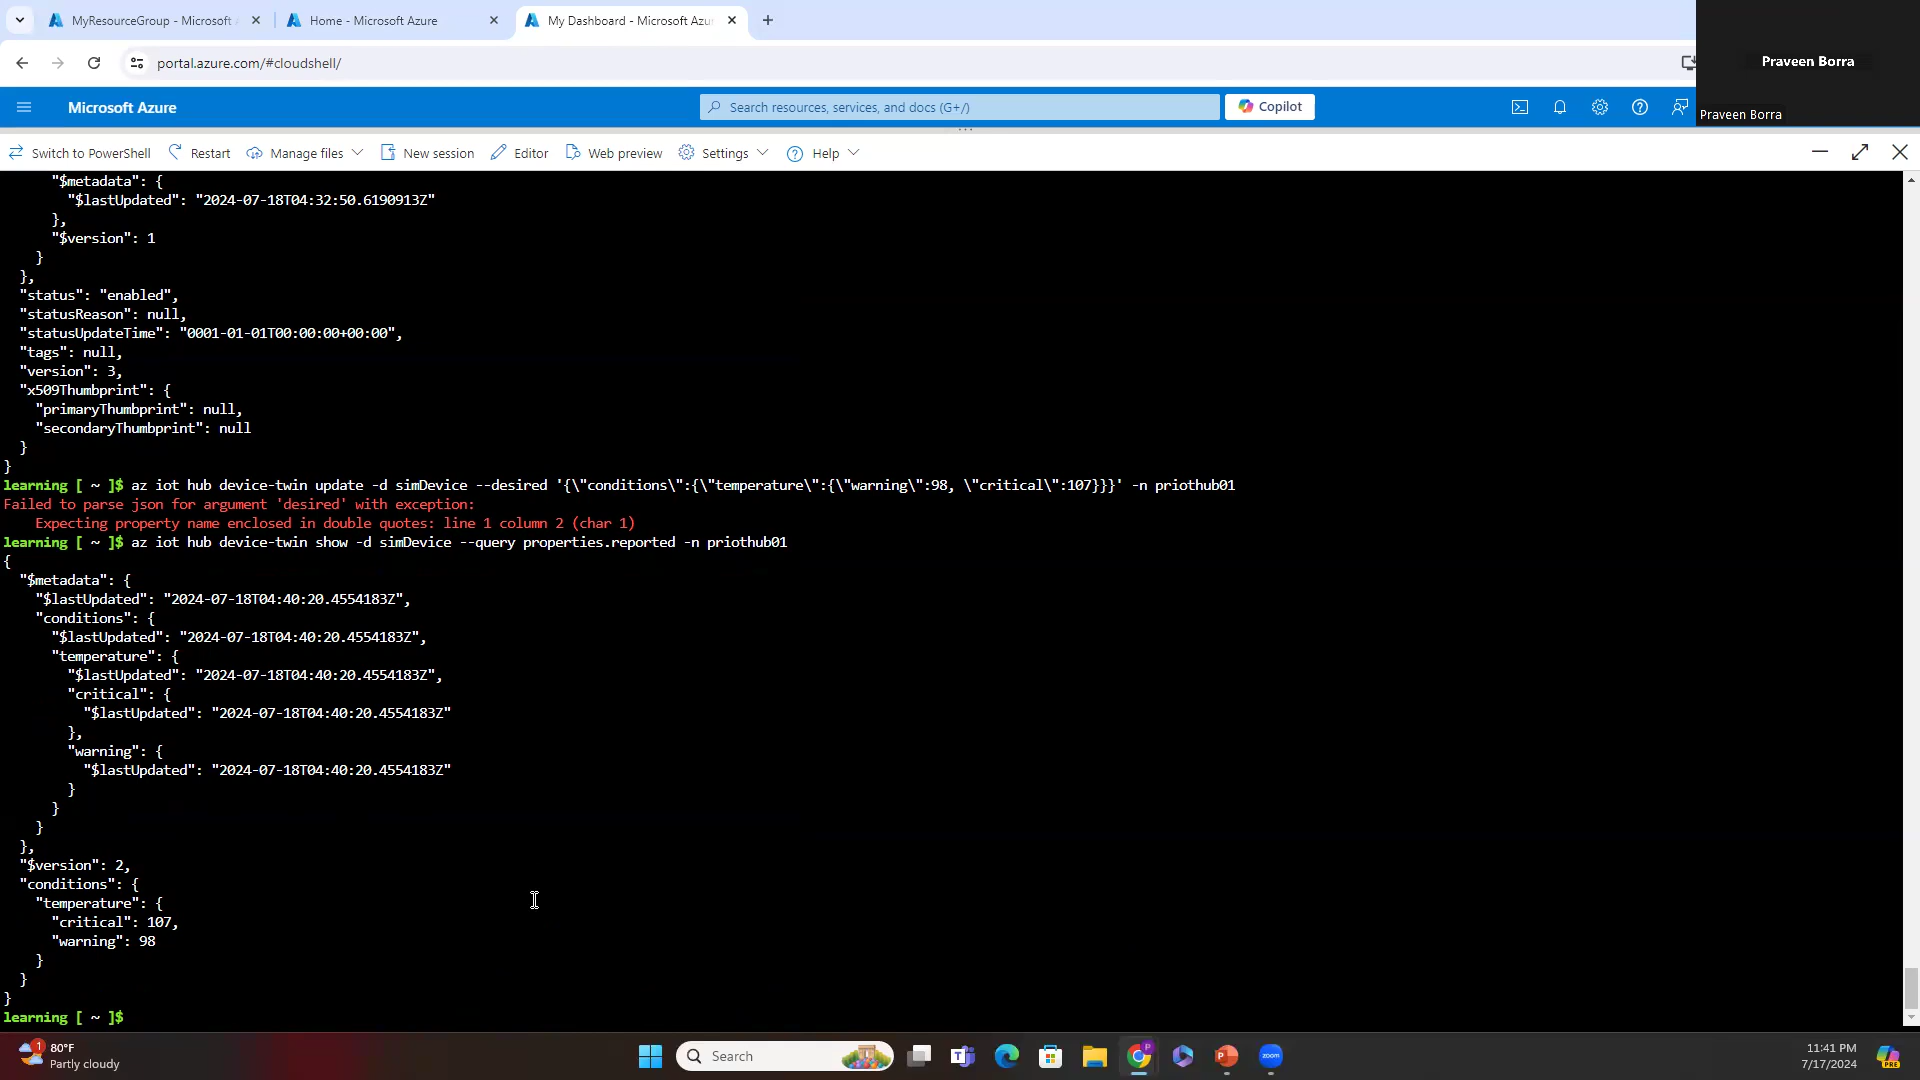 MyResourceGroup - Microsoft
Home - Microsoft Azure
My Dashboard - Microsoft Azu
portal.azure.com/#cloudshell/
Praveen Borra
Praveen Borra
Microsoft Azure
Search resources, services, and docs (G+/)
Copilot
Switch to PowerShell
Restart
Manage files
New session
Editor
Web preview
Settings
Help
"$metadata": {
"$lastUpdated": "2024-07-18T04:32:50.6190913Z"
},
"$version": 1
}
},
"status": "enabled",
"statusReason": null,
"statusUpdateTime": "0001-01-01T00:00:00+00:00",
"tags": null,
"version": 3,
"x509Thumbprint": {
"primaryThumbprint": null,
"secondaryThumbprint": null
}
}
learning [ ~ ]$ az iot hub device-twin update -d simDevice --desired '{\"conditions\":{\"temperature\":{\"warning\":98, \"critical\":107}}}' -n priothub01
Failed to parse json for argument 'desired' with exception:
Expecting property name enclosed in double quotes: line 1 column 2 (char 1)
learning [ ~ ]$ az iot hub device-twin show -d simDevice --query properties.reported -n priothub01
{
"$metadata": {
"$lastUpdated": "2024-07-18T04:40:20.4554183Z",
"conditions": {
"$lastUpdated": "2024-07-18T04:40:20.4554183Z",
"temperature": {
"$lastUpdated": "2024-07-18T04:40:20.4554183Z",
"critical": {
"$lastUpdated": "2024-07-18T04:40:20.4554183Z"
},
"warning": {
"$lastUpdated": "2024-07-18T04:40:20.4554183Z"
}
}
}
},
"$version": 2,
"conditions": {
"temperature": {
"critical": 107,
"warning": 98
}
}
}
learning [ ~ ]$
1
80°F
Partly cloudy
Search
P
zoom
11:41 PM
7/17/2024
PRE